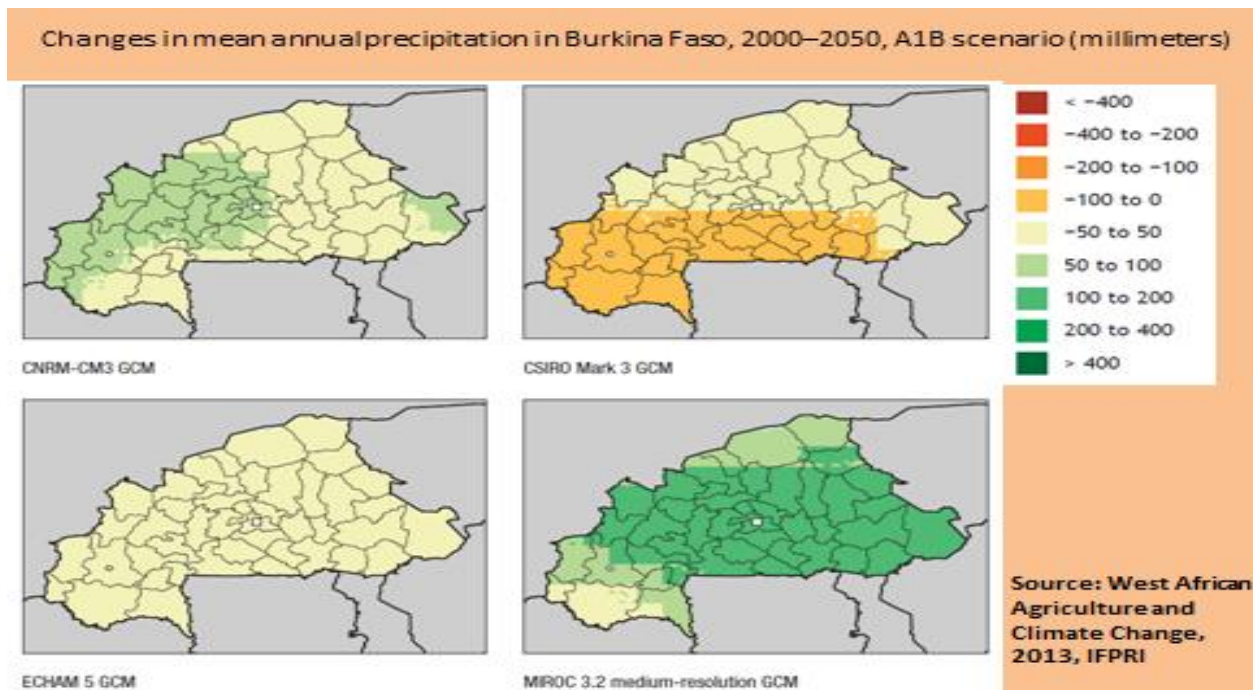 Changes in mean annual precipitation in Burkina Faso, 2000–2050, A1B scenario (millimeters)
< −400
−400 to −200
−200 to −100
−100 to 0
−50 to 50
50 to 100
100 to 200
200 to 400
> 400
CNRM-CM3 GCM
CSIRO Mark 3 GCM
ECHAM 5 GCM
MIROC 3.2 medium-resolution GCM
Source: West African
Agriculture and
Climate Change,
2013, IFPRI